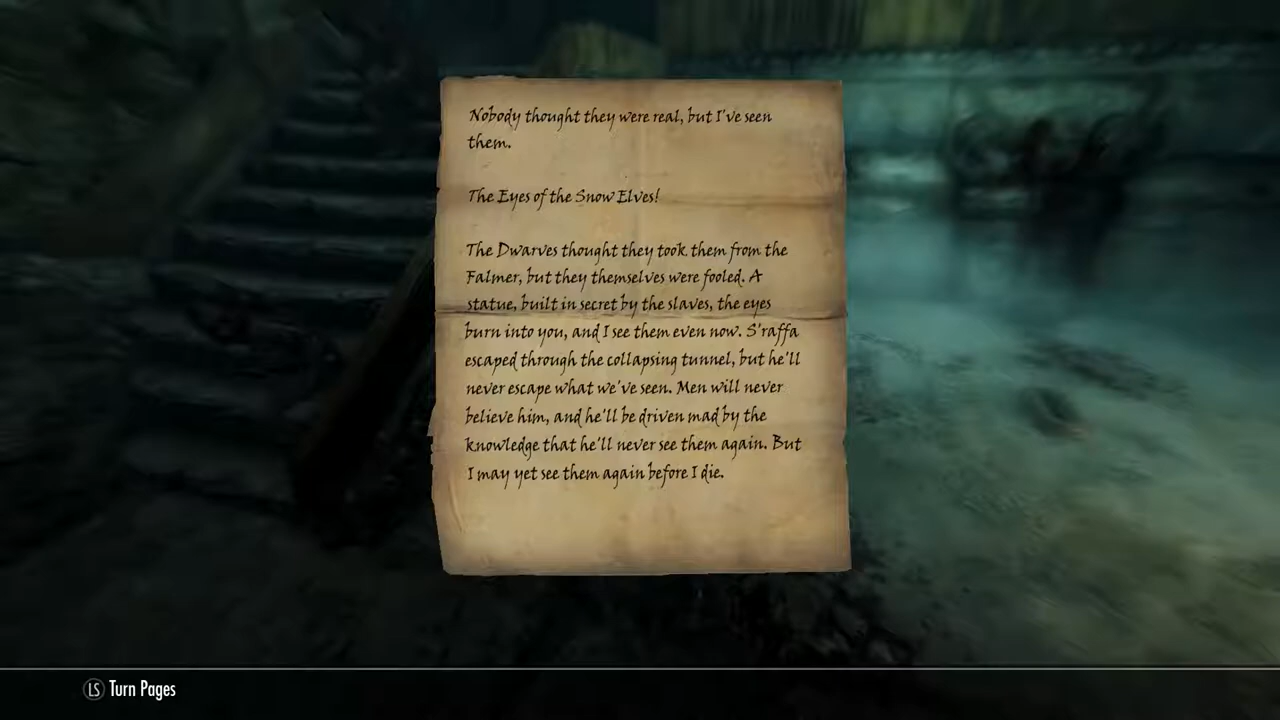 Nobody thought they were real, but I've seen
them.
The Eyes of the Snow Elves!
The Dwarves thought they took them from the
Falmer, but they themselves were fooled. A
statue, built in secret by the slaves, the eyes
burn into you, and I see them even now. S'raffa
escaped through the collapsing tunnel, but he'll
never escape what we've seen. Men will never
believe him, and he'll be driven mad by the
knowledge that he'll never see them again. But
I may yet see them again before I die.
LS Turn Pages